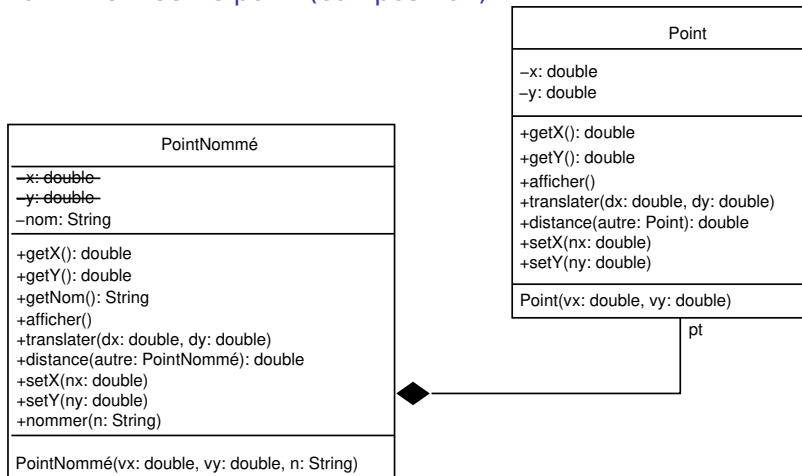 Point
−x: double
−y: double
+getX(): double
+getY(): double
+afficher()
+translater(dx: double, dy: double)
+distance(autre: Point): double
+setX(nx: double)
+setY(ny: double)
Point(vx: double, vy: double)
pt
PointNommé
−x: double
−y: double
−nom: String
+getX(): double
+getY(): double
+getNom(): String
+afficher()
+translater(dx: double, dy: double)
+distance(autre: PointNommé): double
+setX(nx: double)
+setY(ny: double)
+nommer(n: String)
PointNommé(vx: double, vy: double, n: String)